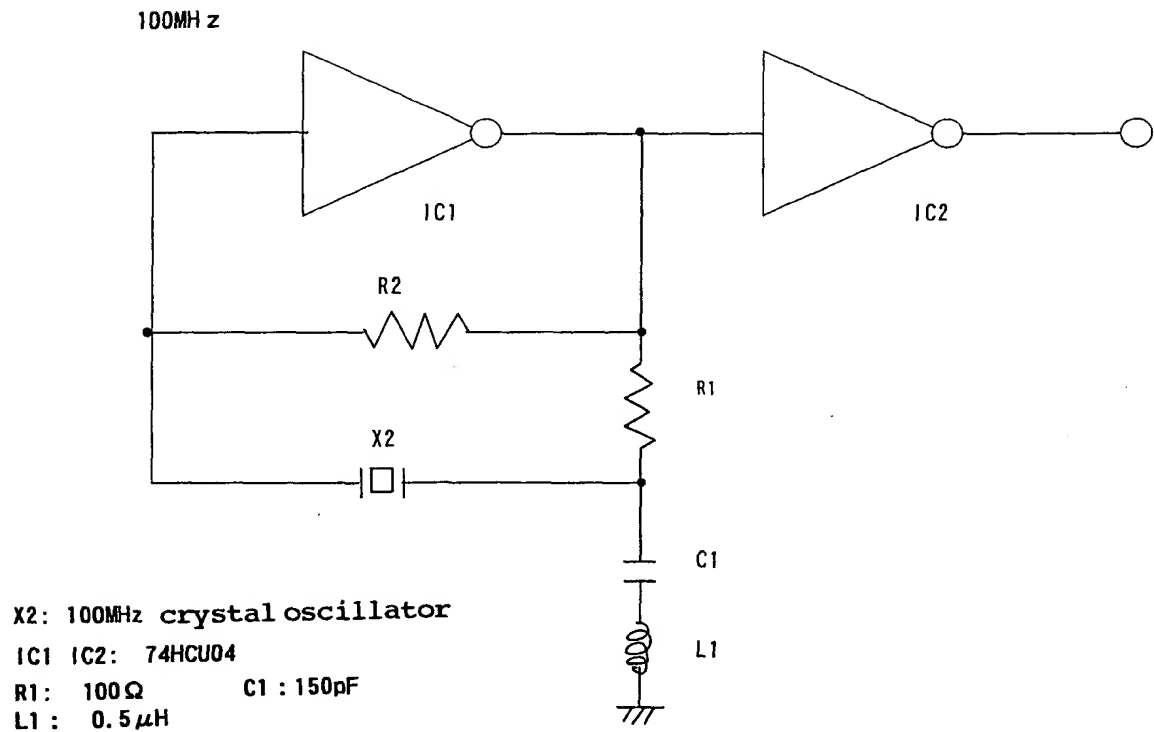 100MHz
IC1
IC2
R2
R1
X2
C1
L1
X2: 100MHz crystal oscillator
IC1 IC2: 74HCU04
R1: 100Ω C1 : 150pF
L1 : 0.5μH